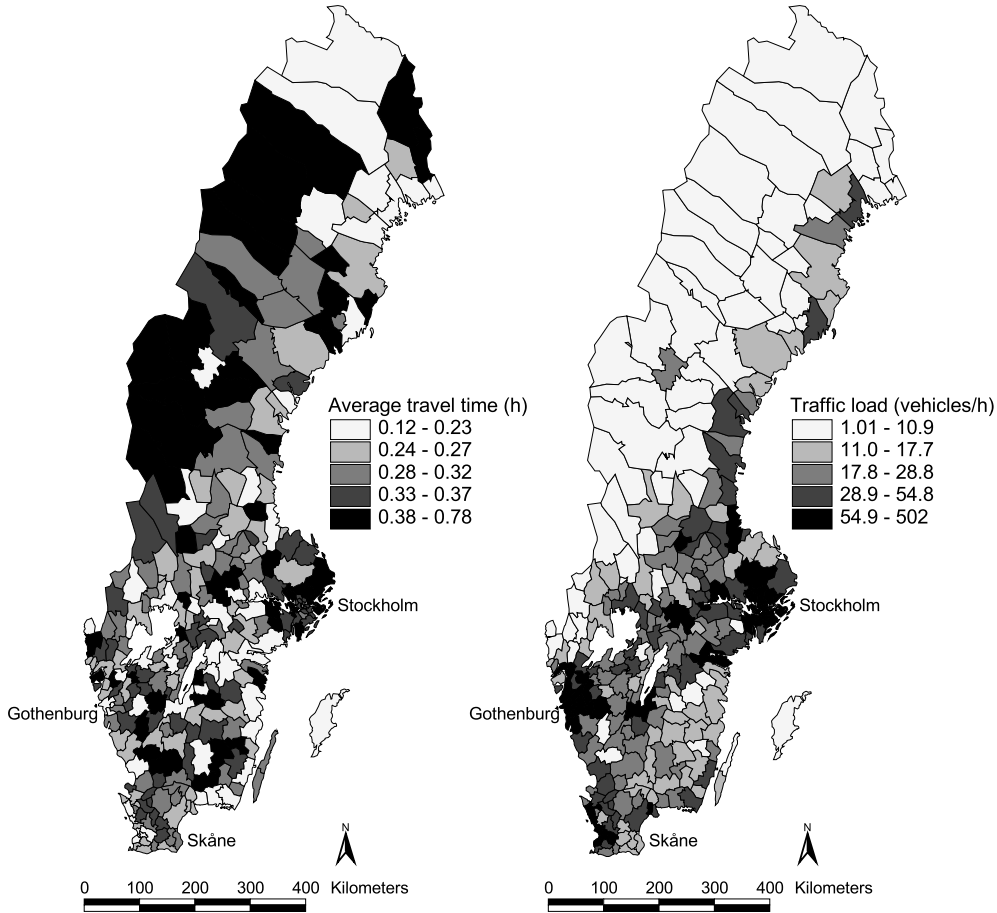 Average travel time (h)
0.12 - 0.23
0.24 - 0.27
0.28 - 0.32
0.33 - 0.37
0.38 - 0.78
Stockholm
Gothenburg
Skåne
N
0 100 200 300 400 Kilometers
Traffic load (vehicles/h)
1.01 - 10.9
11.0 - 17.7
17.8 - 28.8
28.9 - 54.8
54.9 - 502
Stockholm
Gothenburg
Skåne
N
0 100 200 300 400 Kilometers